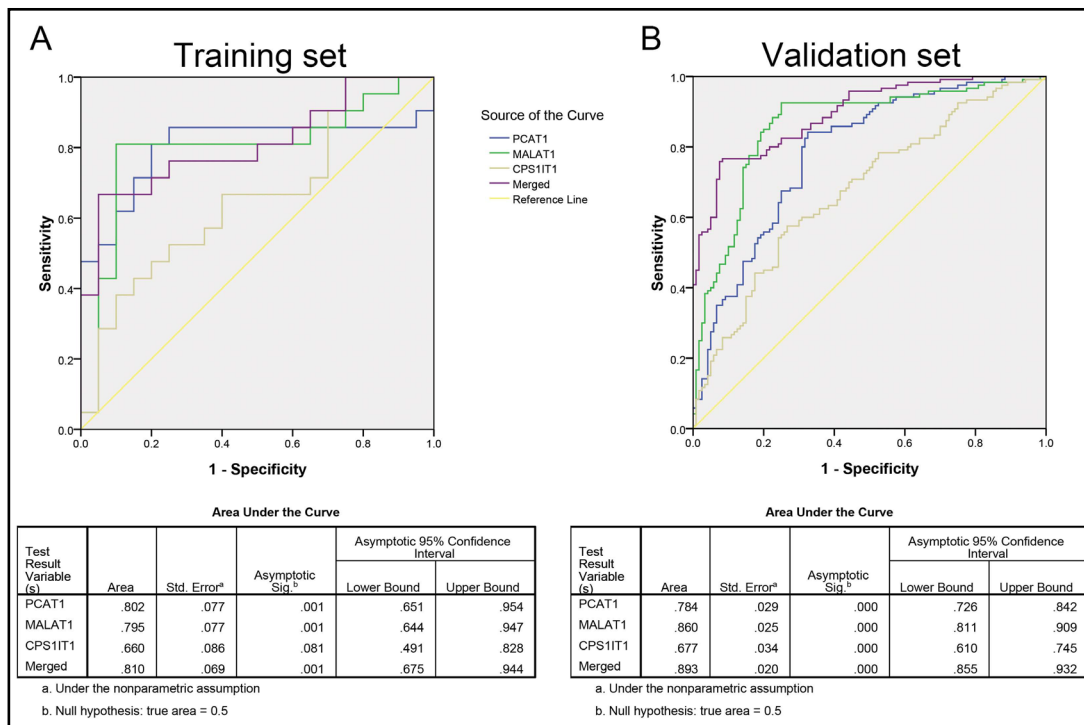 A
Training set
1.0
0.8
0.6
0.4
0.2
0.0
Sensitivity
0.0 0.2 0.4 0.6 0.8 1.0
1 - Specificity
Source of the Curve
PCAT1
MALAT1
CPS1IT1
Merged
Reference Line
B
Validation set
1.0
0.8
0.6
0.4
0.2
0.0
Sensitivity
0.0 0.2 0.4 0.6 0.8 1.0
1 - Specificity
Area Under the Curve
Test Result Variable (s) Area Std. Errorᵃ Asymptotic Sig.ᵇ Asymptotic 95% Confidence Interval
Lower Bound Upper Bound
PCAT1 .802 .077 .001 .651 .954
MALAT1 .795 .077 .001 .644 .947
CPS1IT1 .660 .086 .081 .491 .828
Merged .810 .069 .001 .675 .944
a. Under the nonparametric assumption
b. Null hypothesis: true area = 0.5
Area Under the Curve
Test Result Variable (s) Area Std. Errorᵃ Asymptotic Sig.ᵇ Asymptotic 95% Confidence Interval
Lower Bound Upper Bound
PCAT1 .784 .029 .000 .726 .842
MALAT1 .860 .025 .000 .811 .909
CPS1IT1 .677 .034 .000 .610 .745
Merged .893 .020 .000 .855 .932
a. Under the nonparametric assumption
b. Null hypothesis: true area = 0.5